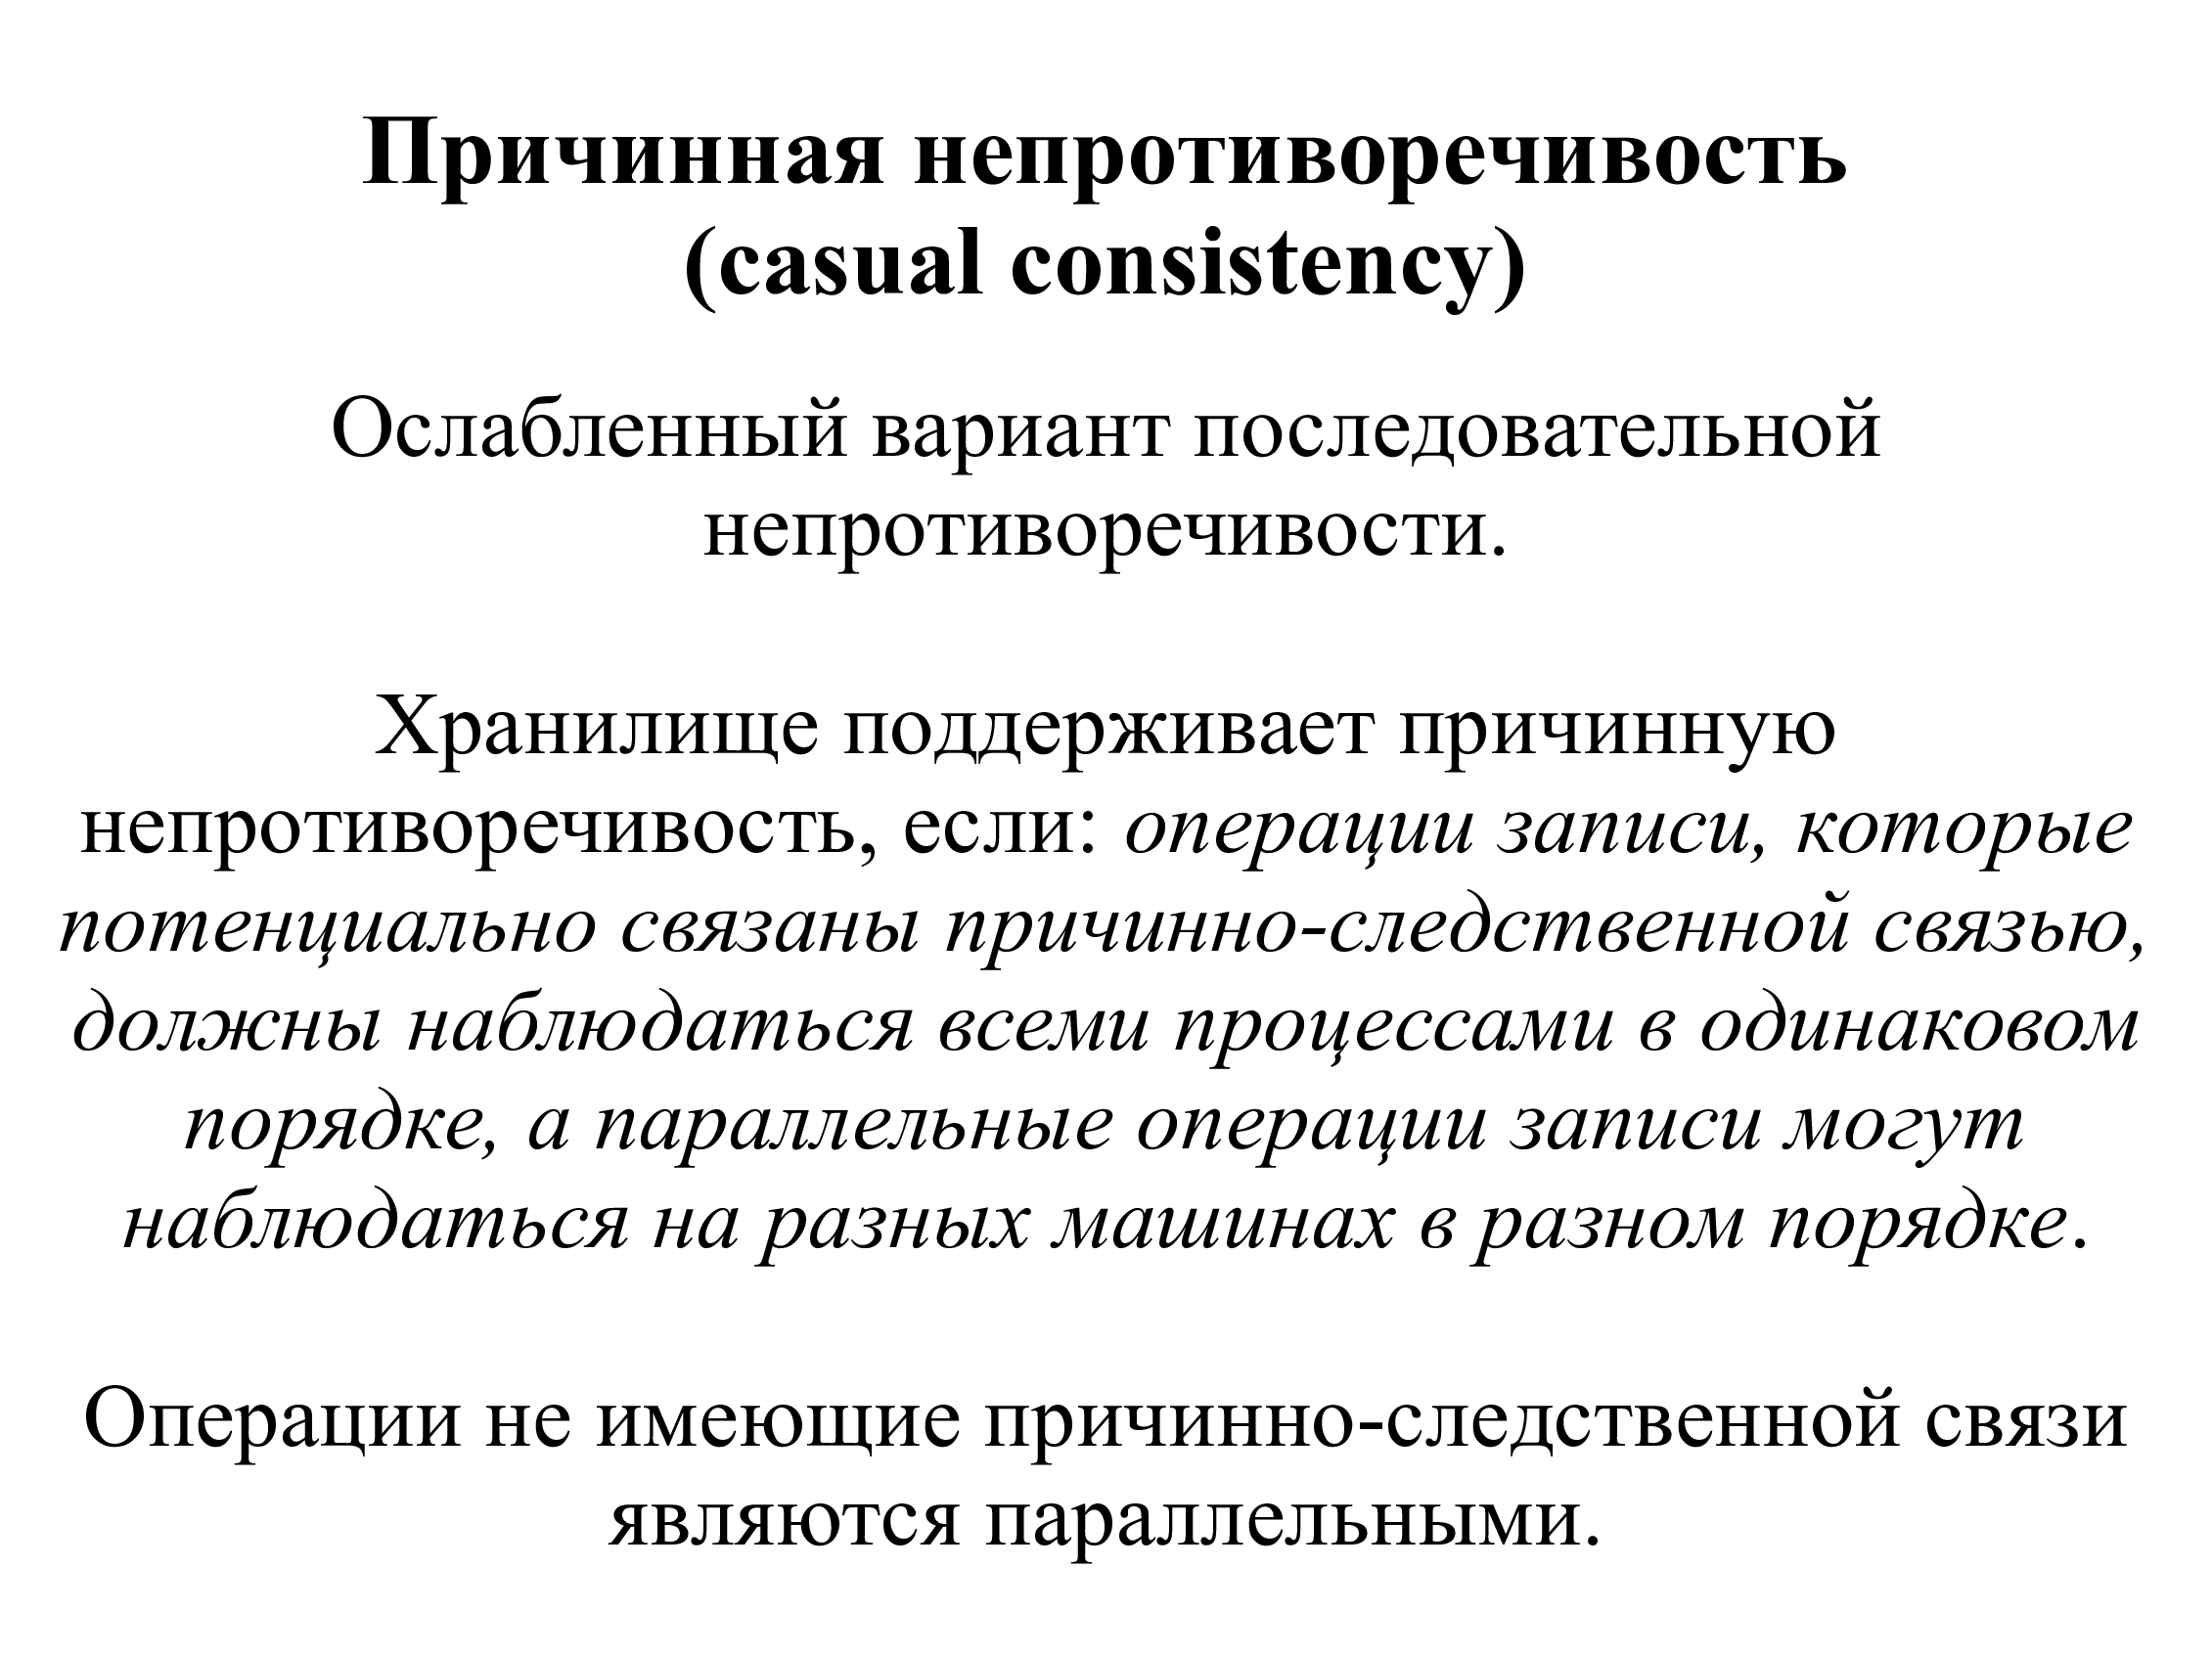 Причинная непротиворечивость
(casual consistency)
Ослабленный вариант последовательной
непротиворечивости.
Хранилище поддерживает причинную
непротиворечивость, если: операции записи, которые
потенциально связаны причинно-следственной связью,
должны наблюдаться всеми процессами в одинаковом
порядке, а параллельные операции записи могут
наблюдаться на разных машинах в разном порядке.
Операции не имеющие причинно-следственной связи
являются параллельными.